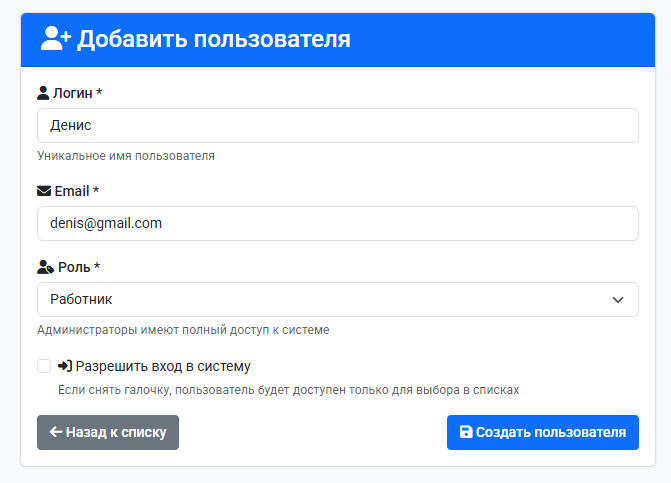 Добавить пользователя
Логин *
Денис
Уникальное имя пользователя
Email *
denis@gmail.com
Роль *
Работник
Администраторы имеют полный доступ к системе
Разрешить вход в систему
Если снять галочку, пользователь будет доступен только для выбора в списках
Назад к списку
Создать пользователя